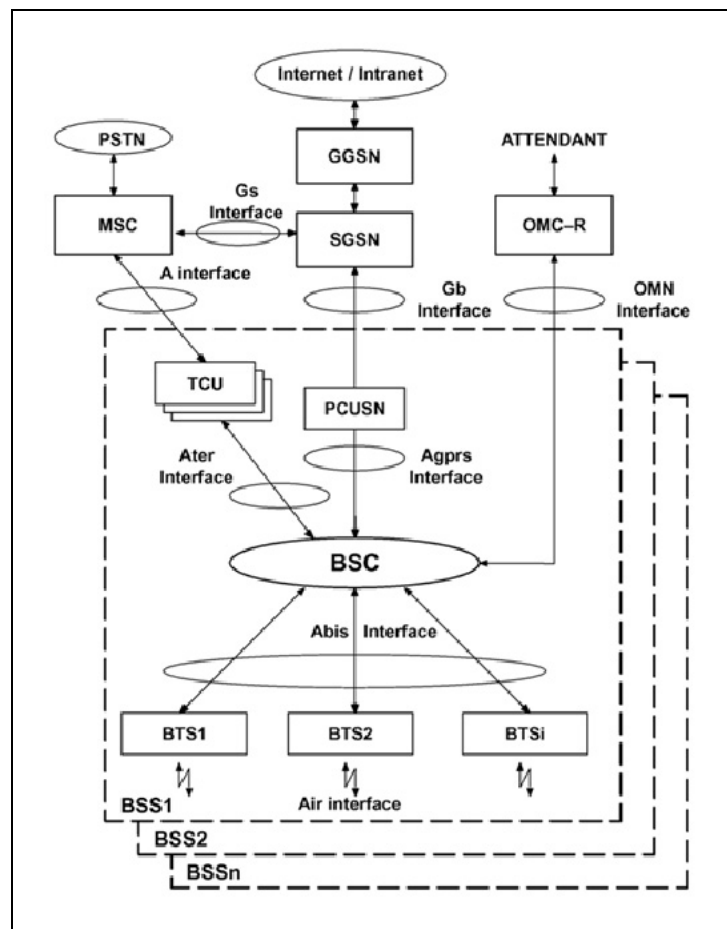 Internet / Intranet
PSTN
GGSN
ATTENDANT
Gs
Interface
MSC
SGSN
OMC–R
A interface
Gb
Interface
OMN
Interface
TCU
PCUSN
Ater
Interface
Agprs
Interface
BSC
Abis Interface
BTS1
BTS2
BTSi
Air interface
BSS1
BSS2
BSSn